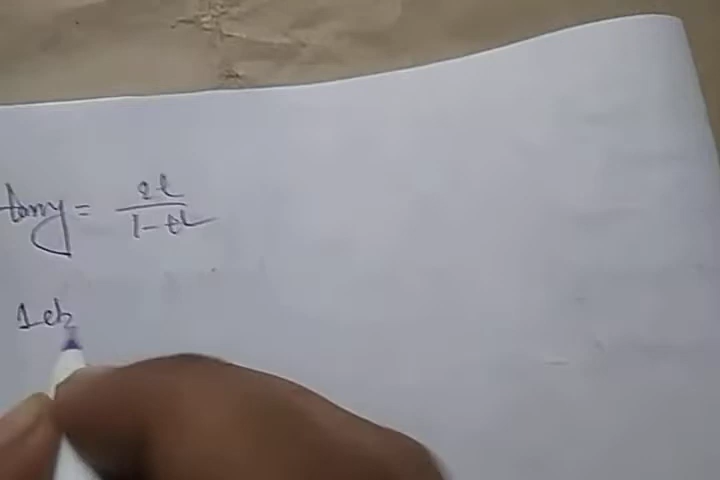 tany = 2t / 1 - t²
Let